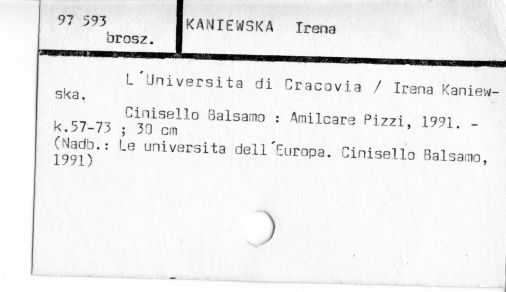 97 593
brosz.
KANIEWSKA Irena
L´Universita di Cracovia / Irena Kaniew-
ska.
Cinisello Balsamo : Amilcare Pizzi, 1991. -
k.57-73 ; 30 cm
(Nadb.: Le universita dell´Europa. Cinisello Balsamo,
1991)